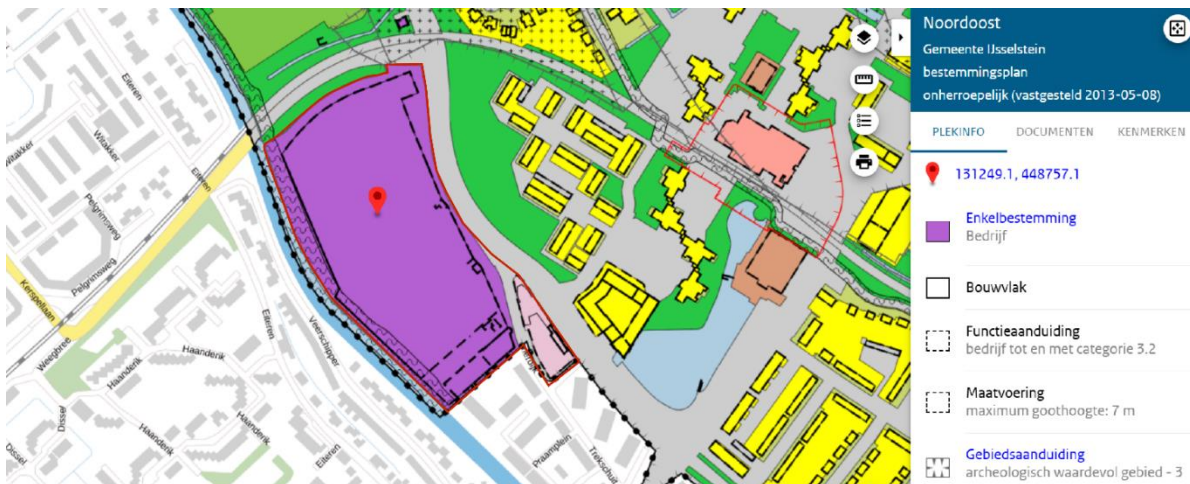 Noordoost
Gemeente IJsselstein
bestemmingsplan
onherroepelijk (vastgesteld 2013-05-08)
PLEKINFO
DOCUMENTEN
KENMERKEN
131249.1, 448757.1
Enkelbestemming
Bedrijf
Bouwvlak
Functieaanduiding
bedrijf tot en met categorie 3.2
Maatvoering
maximum goothoogte: 7 m
Gebiedsaanduiding
archeologisch waardevol gebied - 3
Eiteren
Eiteren
Pelgrimsweg
Pelgrimsweg
Kerspellaan
Weegbree
Haanderik
Haanderik
Haanderik
Haanderik
Eiteren
Veerschipper
Eiteren
Dissel
Dissel
Praamplein
Trekschuit